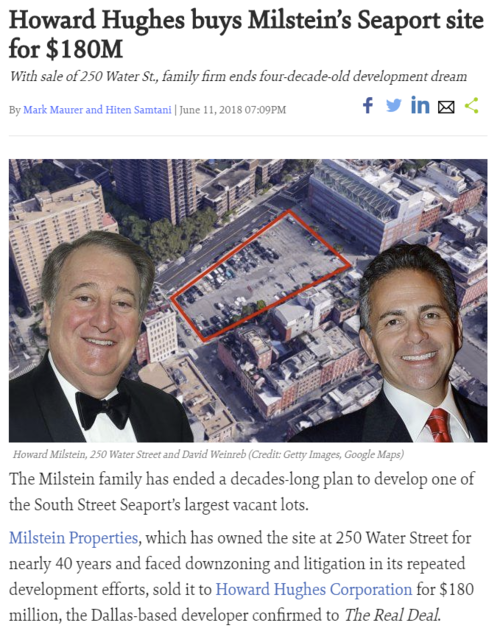 Howard Hughes buys Milstein’s Seaport site
for $180M
With sale of 250 Water St., family firm ends four-decade-old development dream
By Mark Maurer and Hiten Samtani | June 11, 2018 07:09PM
Howard Milstein, 250 Water Street and David Weinreb (Credit: Getty Images, Google Maps)
The Milstein family has ended a decades-long plan to develop one of
the South Street Seaport’s largest vacant lots.
Milstein Properties, which has owned the site at 250 Water Street for
nearly 40 years and faced downzoning and litigation in its repeated
development efforts, sold it to Howard Hughes Corporation for $180
million, the Dallas-based developer confirmed to The Real Deal.